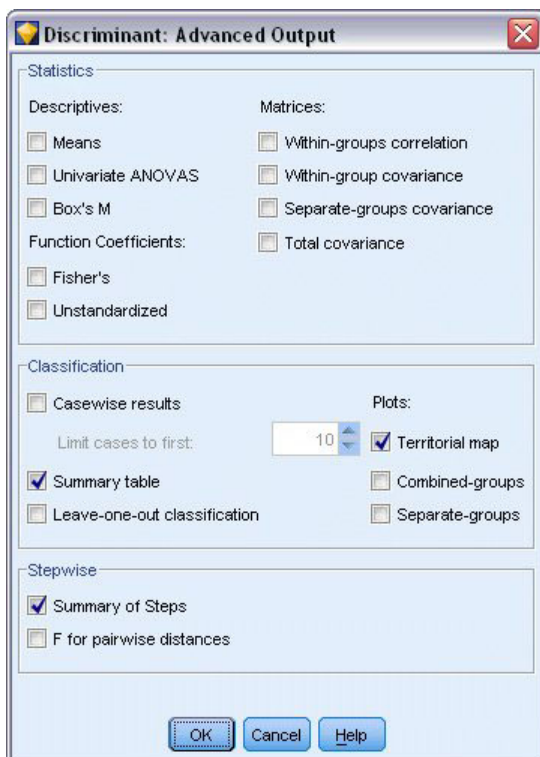 Discriminant: Advanced Output
Statistics
Descriptives:
Means
Univariate ANOVAS
Box's M
Function Coefficients:
Fisher's
Unstandardized
Matrices:
Within-groups correlation
Within-group covariance
Separate-groups covariance
Total covariance
Classification
Casewise results
Limit cases to first: 10
Summary table
Leave-one-out classification
Plots:
Territorial map
Combined-groups
Separate-groups
Stepwise
Summary of Steps
F for pairwise distances
OK Cancel Help